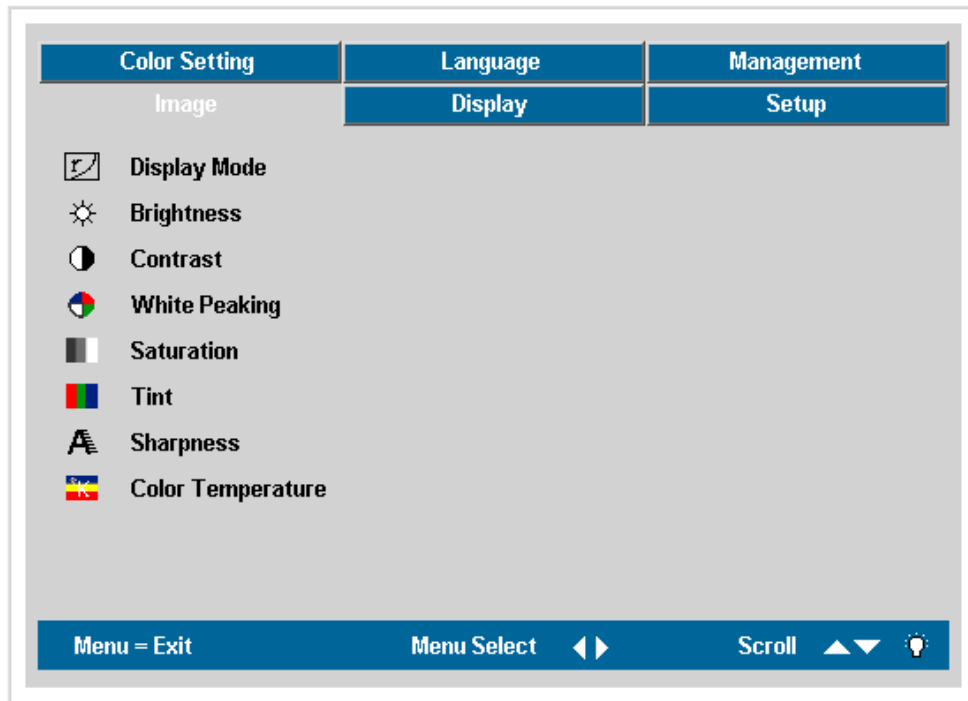 Color Setting Language Management
Image Display Setup
Display Mode
Brightness
Contrast
White Peaking
Saturation
Tint
Sharpness
°K Color Temperature
Menu = Exit Menu Select Scroll